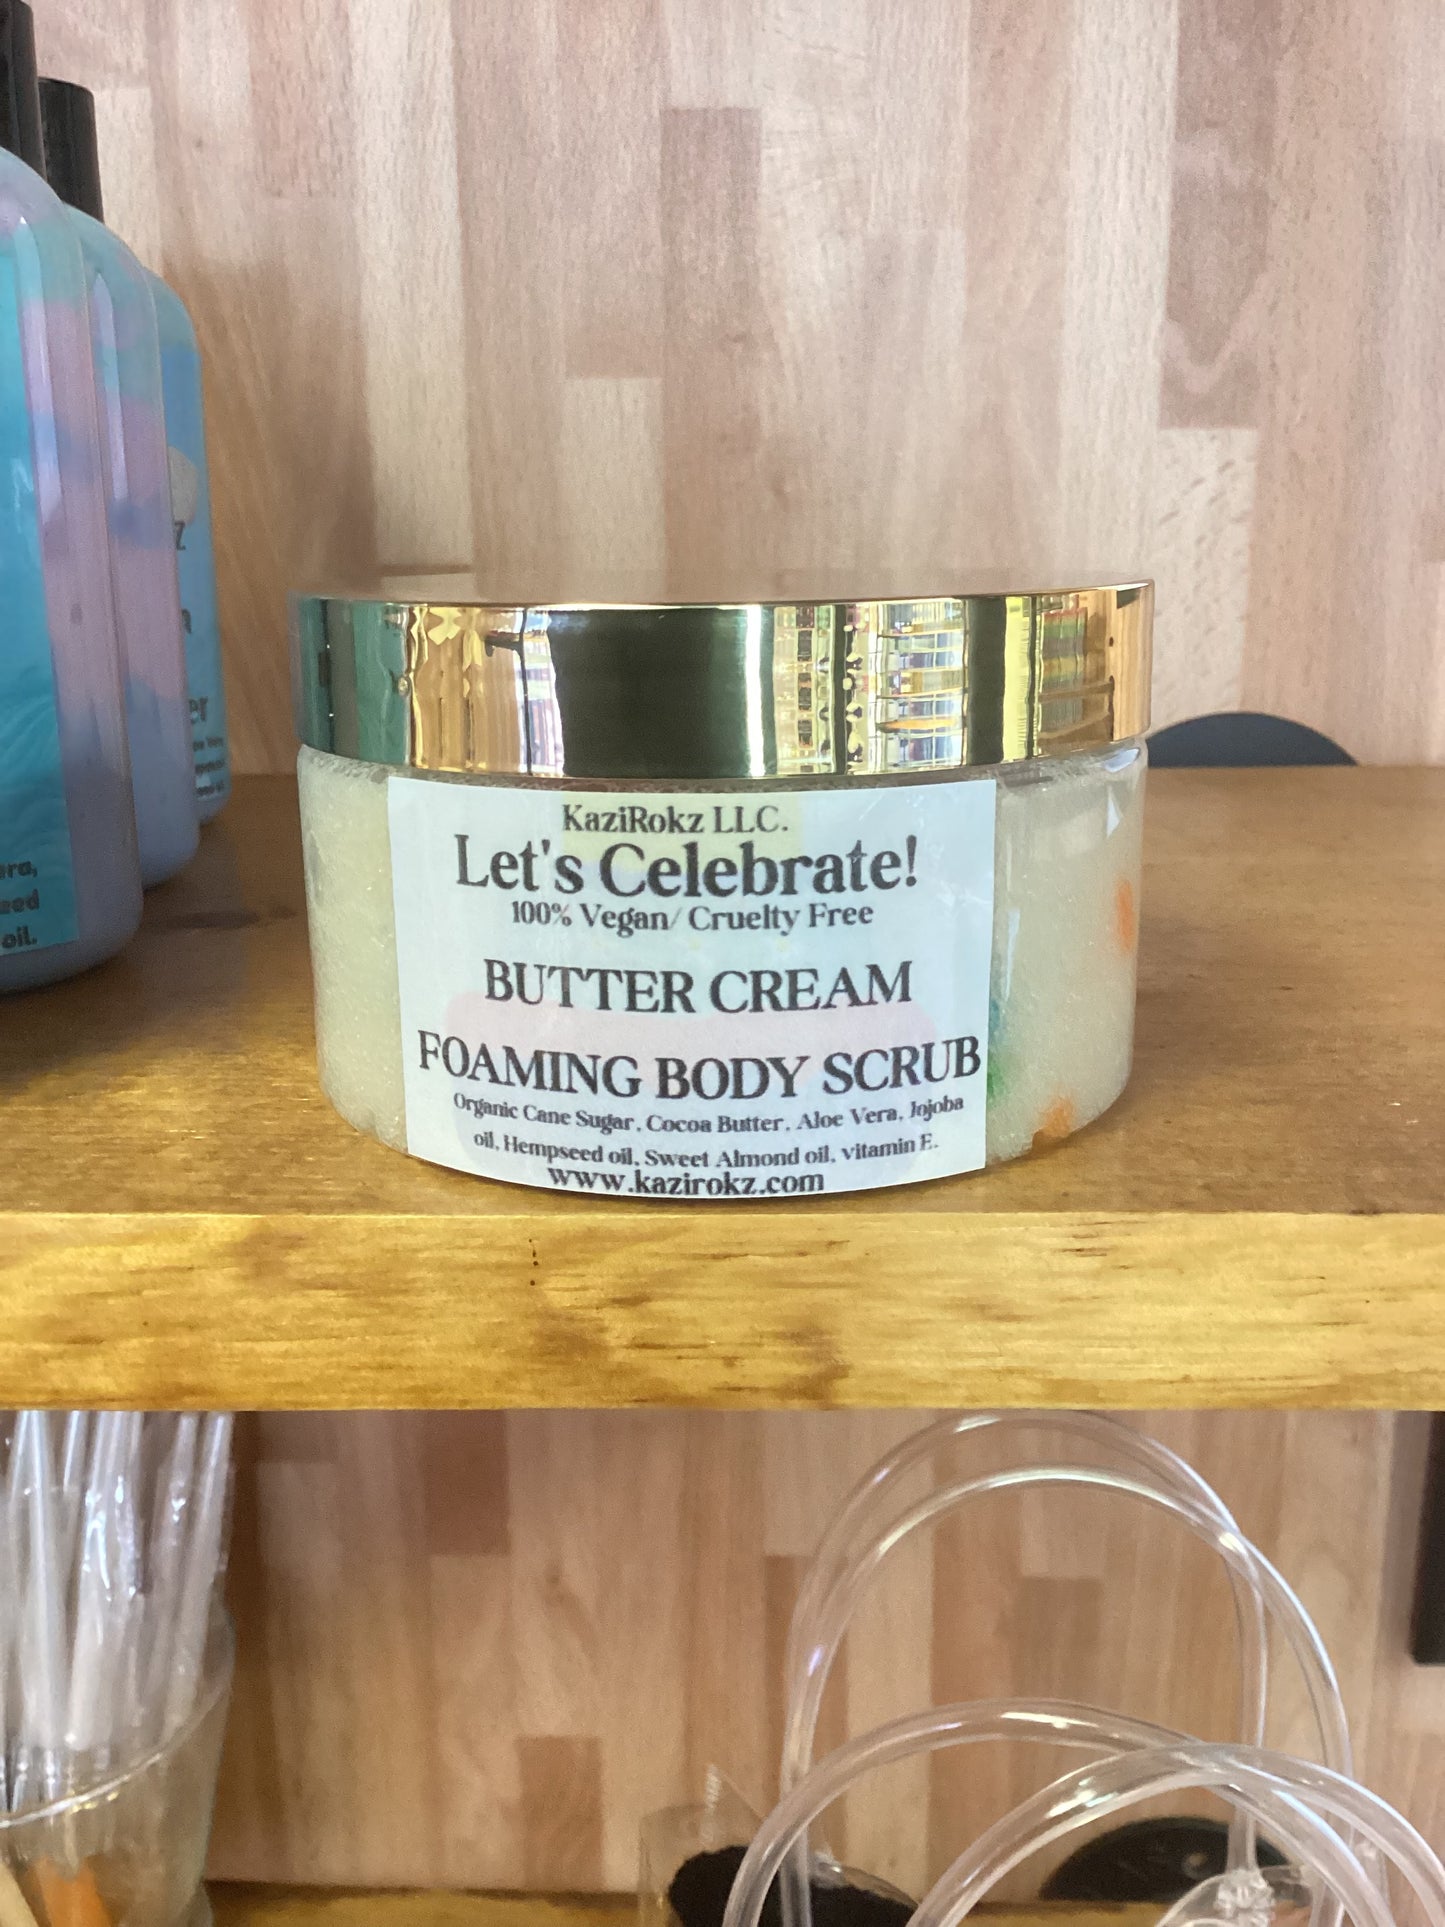 KaziRokz LLC.
Let's Celebrate!
100% Vegan/ Cruelty Free
BUTTER CREAM
FOAMING BODY SCRUB
Organic Cane Sugar, Cocoa Butter, Aloe Vera, Jojoba
oil, Hempseed oil, Sweet Almond oil, vitamin E.
www.kazirokz.com
oil.